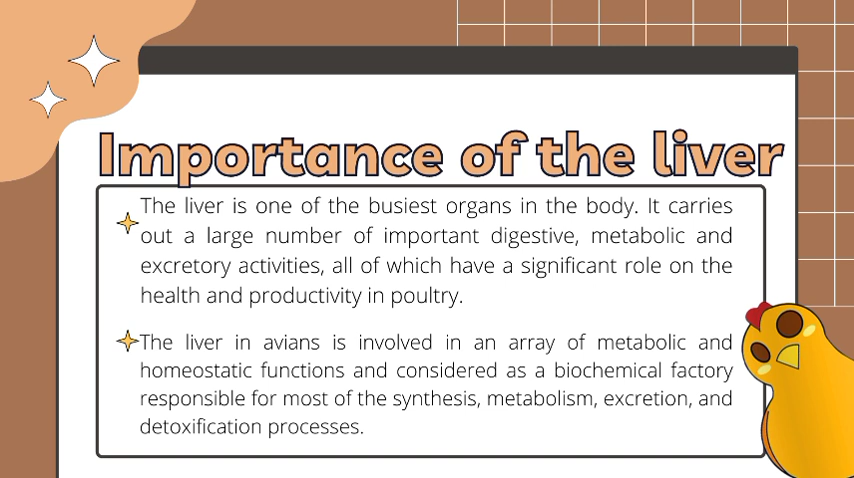 Importance of the liver
The liver is one of the busiest organs in the body. It carries
out a large number of important digestive, metabolic and
excretory activities, all of which have a significant role on the
health and productivity in poultry.
The liver in avians is involved in an array of metabolic and
homeostatic functions and considered as a biochemical factory
responsible for most of the synthesis, metabolism, excretion, and
detoxification processes.